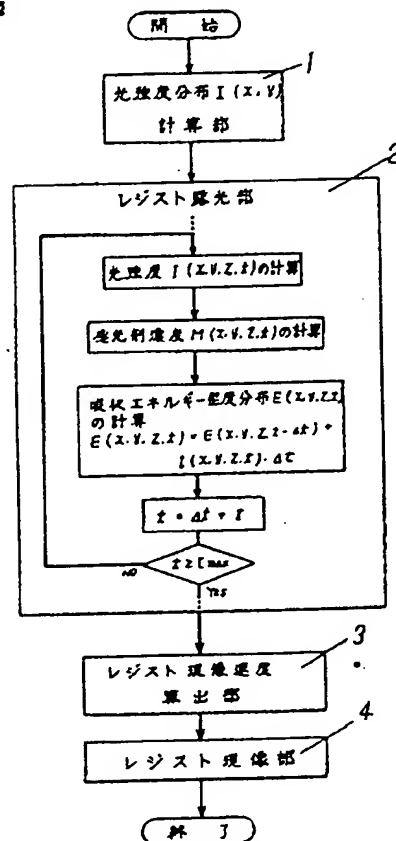 開 始
1
光強度分布 I(x,y)
計算部
2
レジスト露光部
光強度 I(x,y,z,t)の計算
感光剤濃度 M(x,y,z,t)の計算
吸収エネルギー密度分布 E(x,y,z,t)
の計算
E(x,y,z,t) = E(x,y,z,t-Δt) +
I(x,y,z,t)・Δt
t = Δt + t
t ≥ t max
NO
YES
3
レジスト現像速度
算出部
4
レジスト現像部
終 了